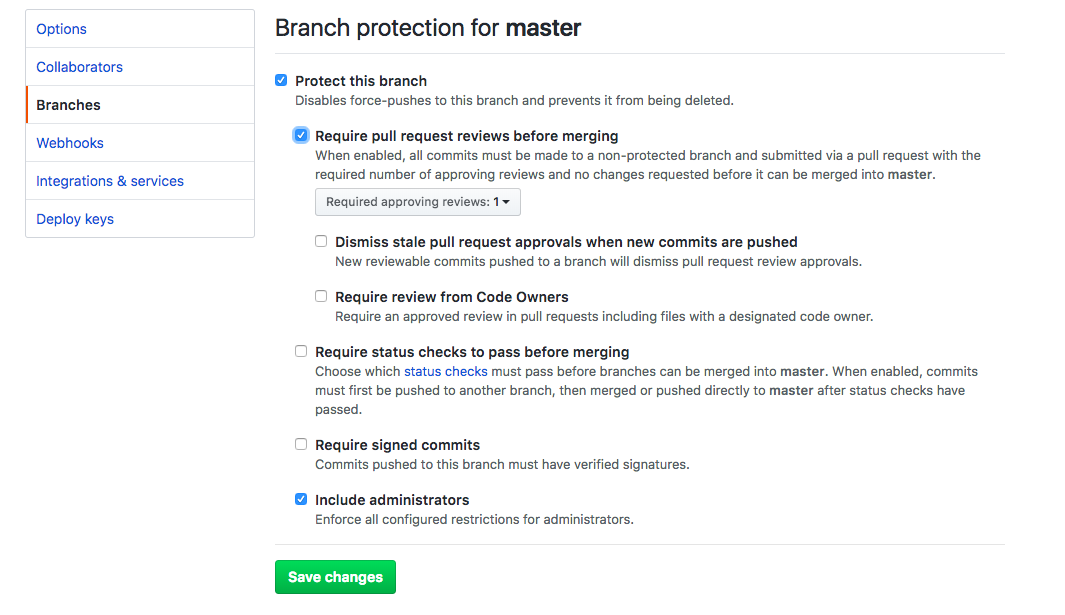 Options
Collaborators
Branches
Webhooks
Integrations & services
Deploy keys
Branch protection for master
Protect this branch
Disables force-pushes to this branch and prevents it from being deleted.
Require pull request reviews before merging
When enabled, all commits must be made to a non-protected branch and submitted via a pull request with the
required number of approving reviews and no changes requested before it can be merged into master.
Required approving reviews: 1
Dismiss stale pull request approvals when new commits are pushed
New reviewable commits pushed to a branch will dismiss pull request review approvals.
Require review from Code Owners
Require an approved review in pull requests including files with a designated code owner.
Require status checks to pass before merging
Choose which status checks must pass before branches can be merged into master. When enabled, commits
must first be pushed to another branch, then merged or pushed directly to master after status checks have
passed.
Require signed commits
Commits pushed to this branch must have verified signatures.
Include administrators
Enforce all configured restrictions for administrators.
Save changes